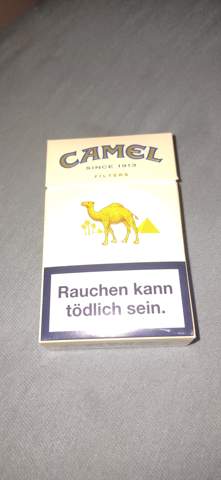 CAMEL
SINCE 1913
FILTERS
Rauchen kann
tödlich sein.